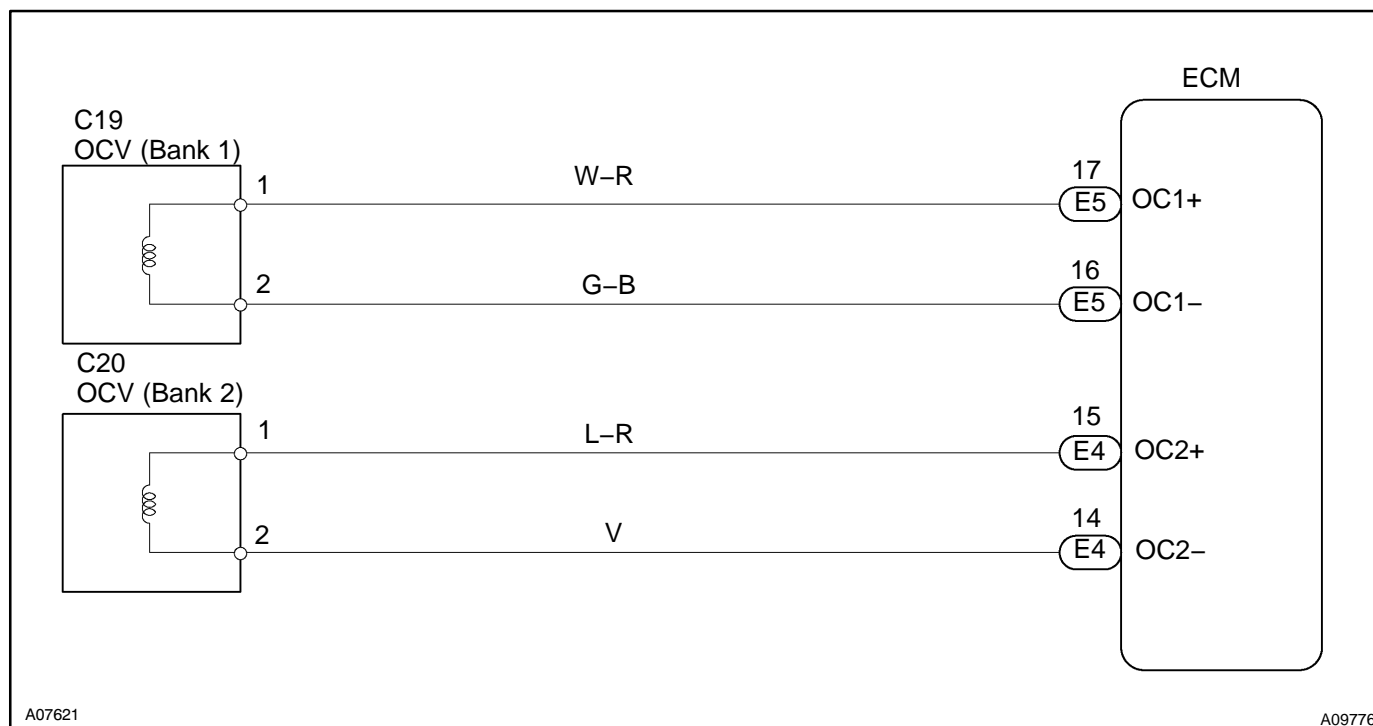 ECM
C19
OCV (Bank 1)
1
W–R
17
E5
OC1+
2
G–B
16
E5
OC1–
C20
OCV (Bank 2)
1
L–R
15
E4
OC2+
2
V
14
E4
OC2–
A07621
A09776